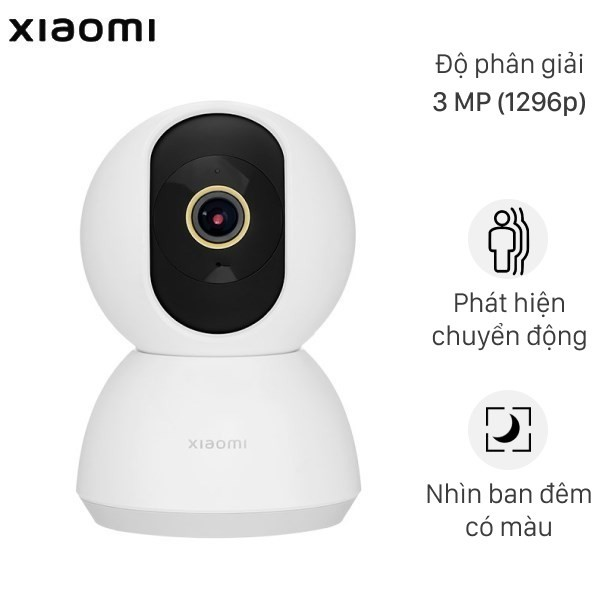 xiaomi
Độ phân giải
3 MP (1296p)
Phát hiện
chuyển động
xiaomi
Nhìn ban đêm
có màu